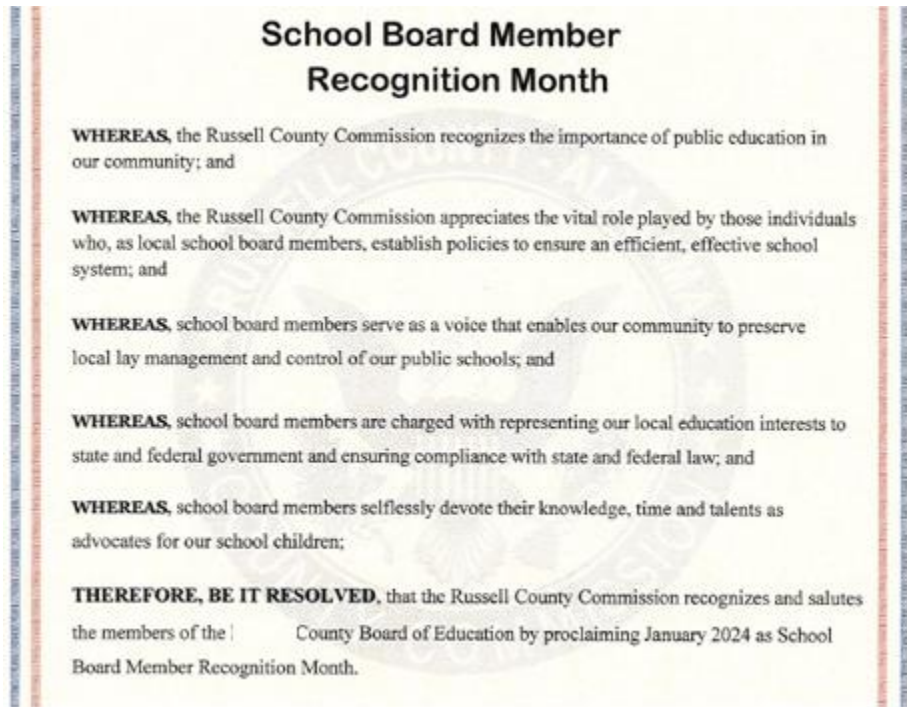 School Board Member
Recognition Month
WHEREAS, the Russell County Commission recognizes the importance of public education in
our community; and
WHEREAS, the Russell County Commission appreciates the vital role played by those individuals
who, as local school board members, establish policies to ensure an efficient, effective school
system; and
WHEREAS, school board members serve as a voice that enables our community to preserve
local lay management and control of our public schools; and
WHEREAS, school board members are charged with representing our local education interests to
state and federal government and ensuring compliance with state and federal law; and
WHEREAS, school board members selflessly devote their knowledge, time and talents as
advocates for our school children;
THEREFORE, BE IT RESOLVED, that the Russell County Commission recognizes and salutes
the members of the County Board of Education by proclaiming January 2024 as School
Board Member Recognition Month.
RUSSELL COUNTY - ALABAMA
COUNTY COMMISSION